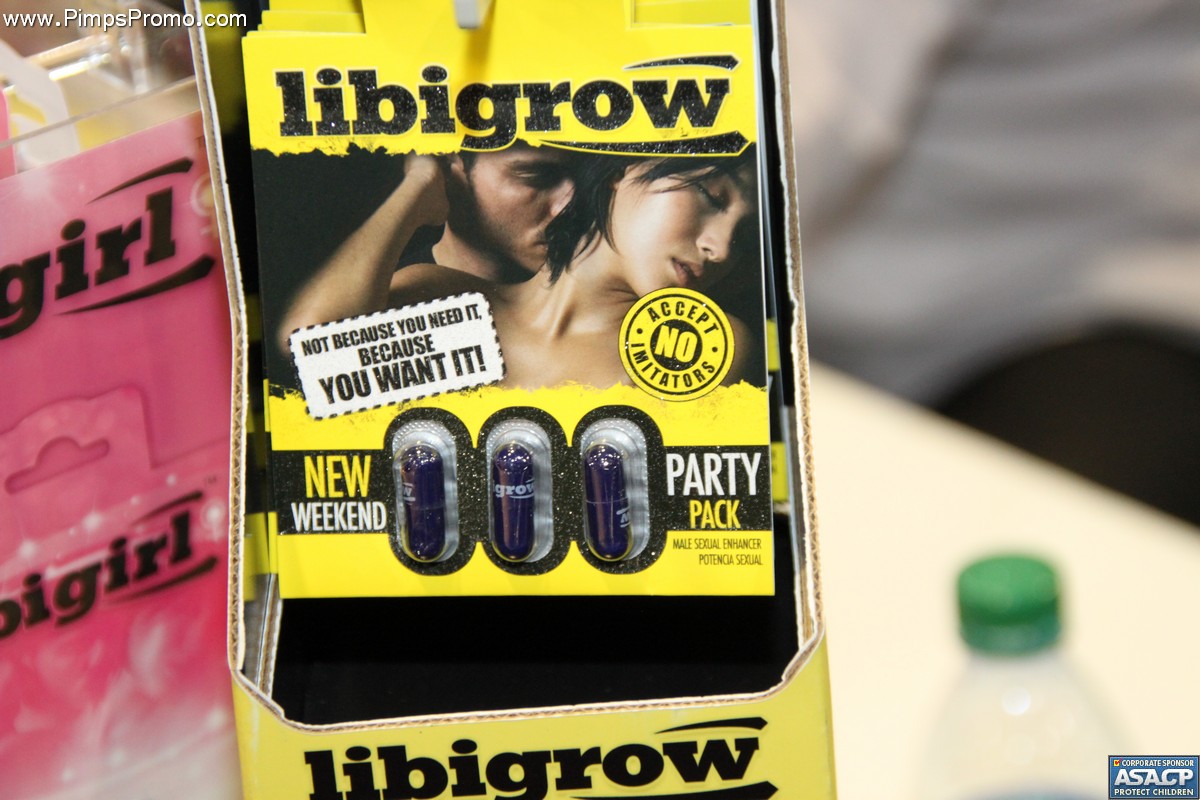 www.PimpsPromo.com
libigrow
girl
NOT BECAUSE YOU NEED IT,
BECAUSE
YOU WANT IT!
ACCEPT
NO
IMITATORS
NEW
WEEKEND
grow
PARTY
PACK
MALE SEXUAL ENHANCER
POTENCIA SEXUAL
bigirl
libigrow
CORPORATE SPONSOR
ASACP
PROTECT CHILDREN